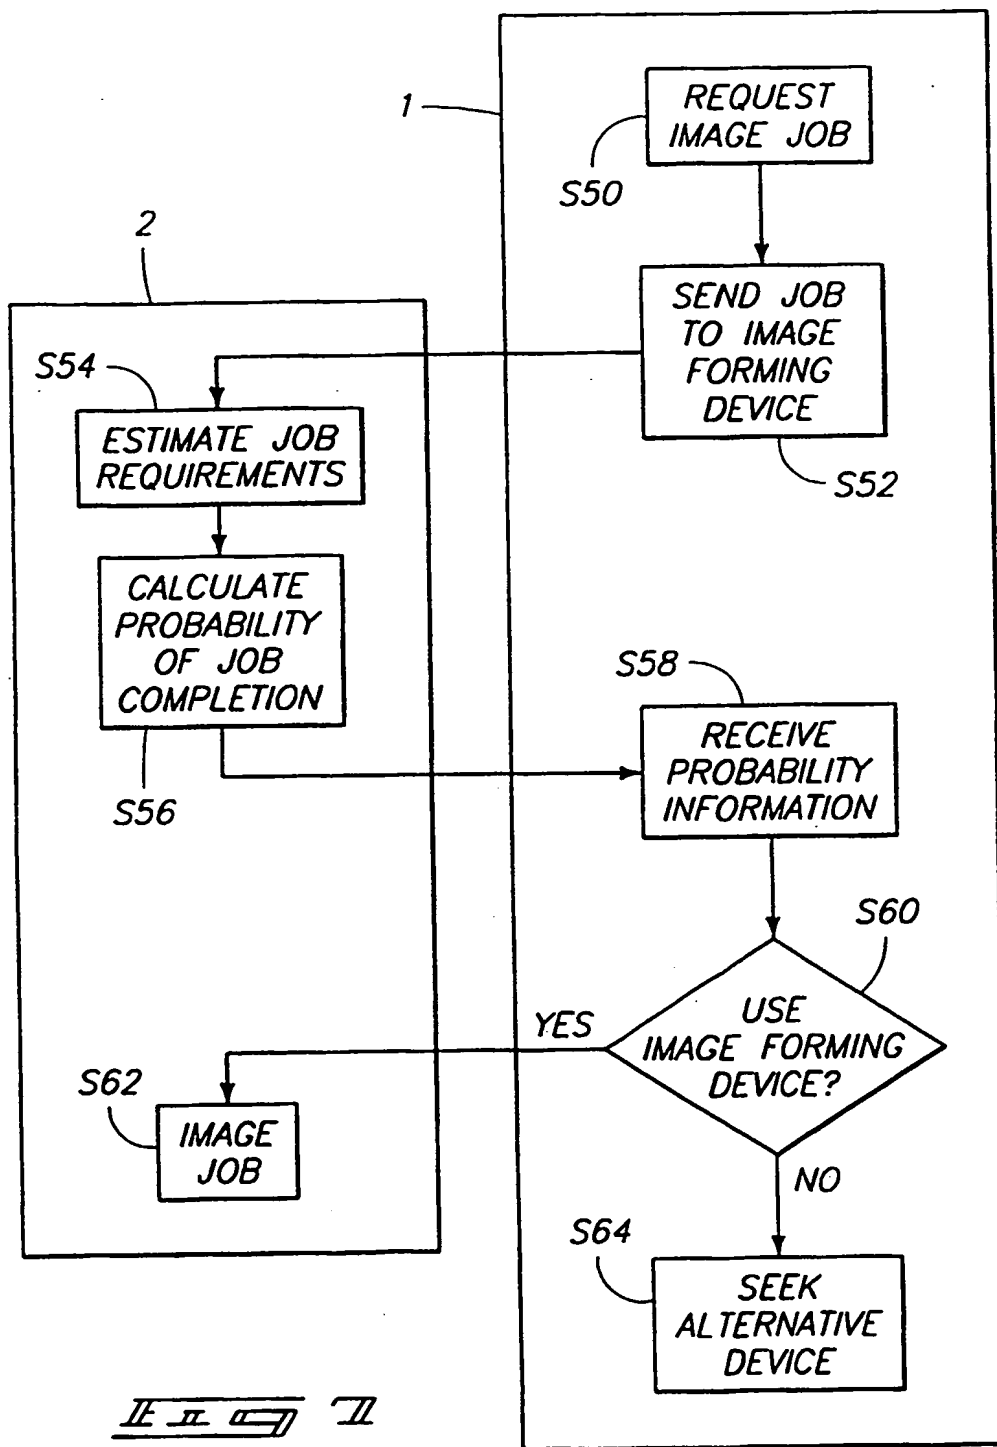 1
REQUEST
IMAGE JOB
S50
2
SEND JOB
TO IMAGE
FORMING
DEVICE
S52
S54
ESTIMATE JOB
REQUIREMENTS
CALCULATE
PROBABILITY
OF JOB
COMPLETION
S56
S58
RECEIVE
PROBABILITY
INFORMATION
S60
USE
IMAGE FORMING
DEVICE?
YES
NO
S62
IMAGE
JOB
S64
SEEK
ALTERNATIVE
DEVICE
FIG 7